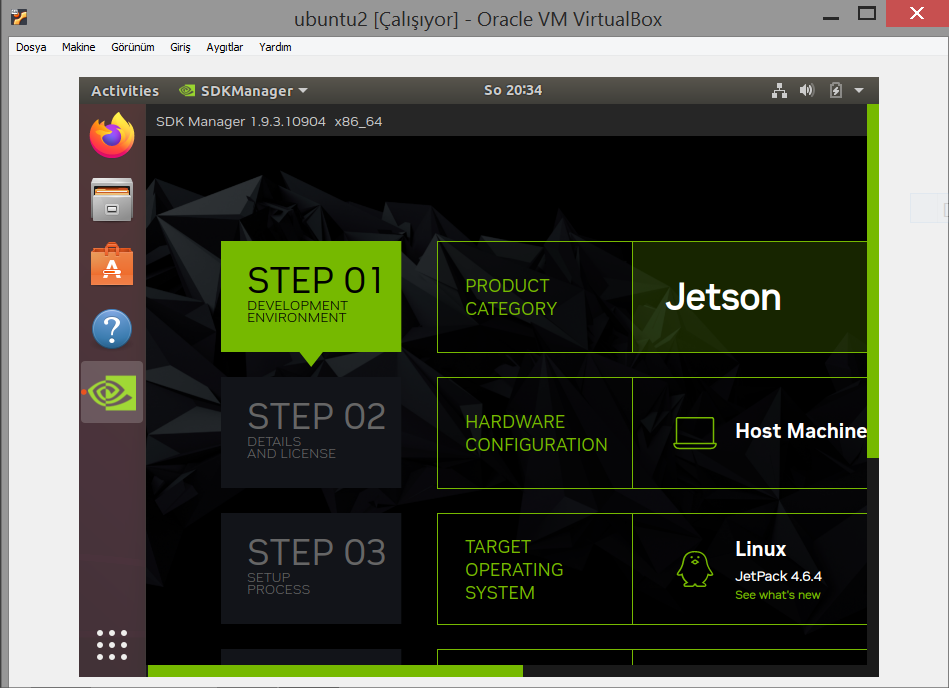 ubuntu2 [Çalışıyor] - Oracle VM VirtualBox
Dosya Makine Görünüm Giriş Aygıtlar Yardım
Activities SDKManager So 20:34
SDK Manager 1.9.3.10904 x86_64
STEP 01
DEVELOPMENT
ENVIRONMENT
PRODUCT
CATEGORY
Jetson
STEP 02
DETAILS
AND LICENSE
HARDWARE
CONFIGURATION
Host Machine
STEP 03
SETUP
PROCESS
TARGET
OPERATING
SYSTEM
Linux
JetPack 4.6.4
See what's new